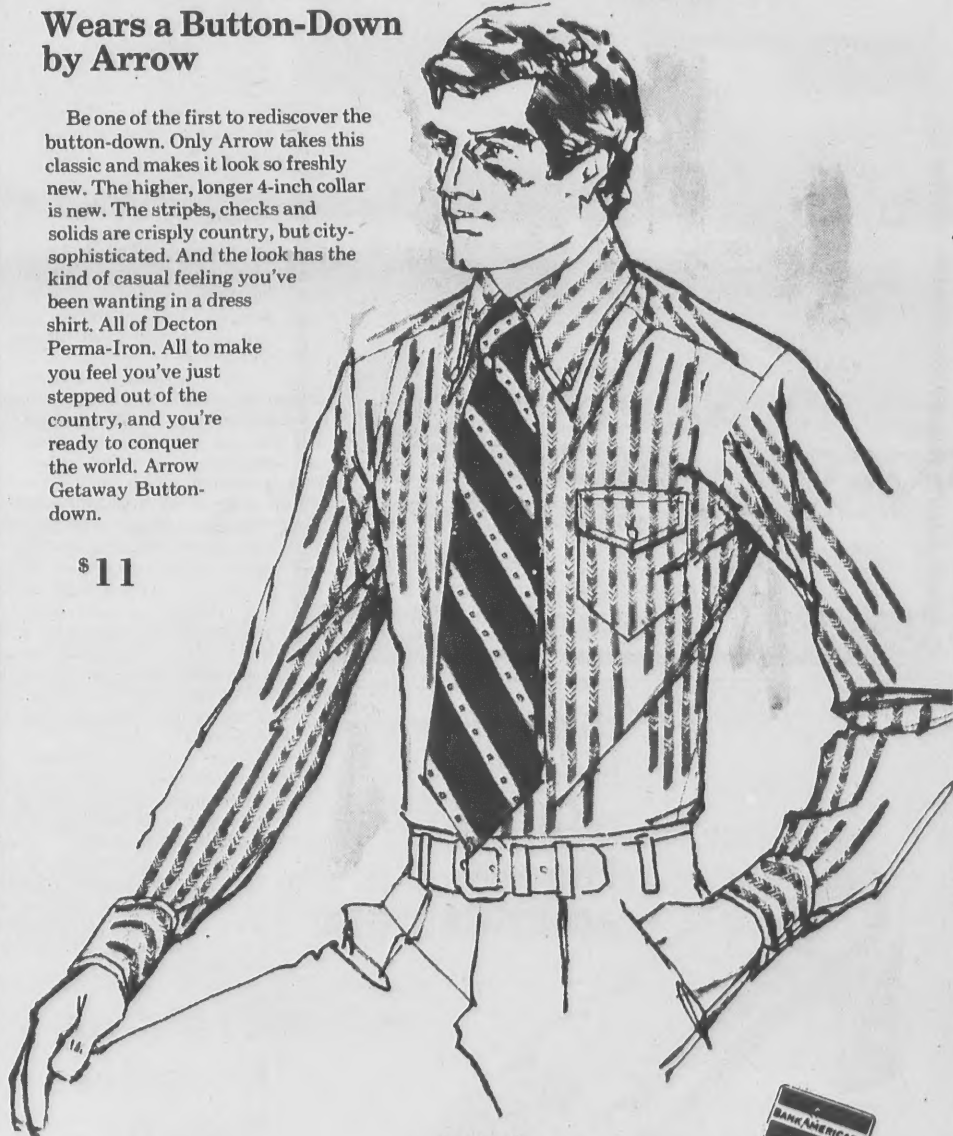 Wears a Button-Down
by Arrow
Be one of the first to rediscover the
button-down. Only Arrow takes this
classic and makes it look so freshly
new. The higher, longer 4-inch collar
is new. The stripes, checks and
solids are crisply country, but city-
sophisticated. And the look has the
kind of casual feeling you've
been wanting in a dress
shirt. All of Decton
Perma-Iron. All to make
you feel you've just
stepped out of the
country, and you're
ready to conquer
the world. Arrow
Getaway Button-
down.
$11